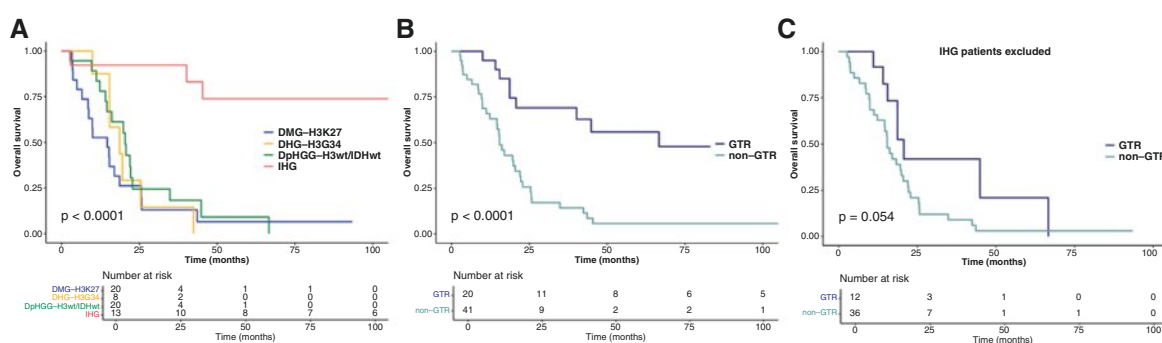 A
Overall survival
1.00
0.75
0.50
0.25
0.00
DMG–H3K27
DHG–H3G34
DpHGG–H3wt/IDHwt
IHG
p < 0.0001
0 25 50 75 100
Time (months)
Number at risk
DMG–H3K27 20 4 1 1 0
DHG–H3G34 8 2 0 0 0
DpHGG–H3wt/IDHwt 20 4 1 0 0
IHG 13 10 8 7 6
0 25 50 75 100
Time (months)
B
Overall survival
1.00
0.75
0.50
0.25
0.00
GTR
non–GTR
p < 0.0001
0 25 50 75 100
Time (months)
Number at risk
GTR 20 11 8 6 5
non–GTR 41 9 2 2 1
0 25 50 75 100
Time (months)
C
IHG patients excluded
Overall survival
1.00
0.75
0.50
0.25
0.00
GTR
non–GTR
p = 0.054
0 25 50 75 100
Time (months)
Number at risk
GTR 12 3 1 0 0
non–GTR 36 7 1 1 0
0 25 50 75 100
Time (months)